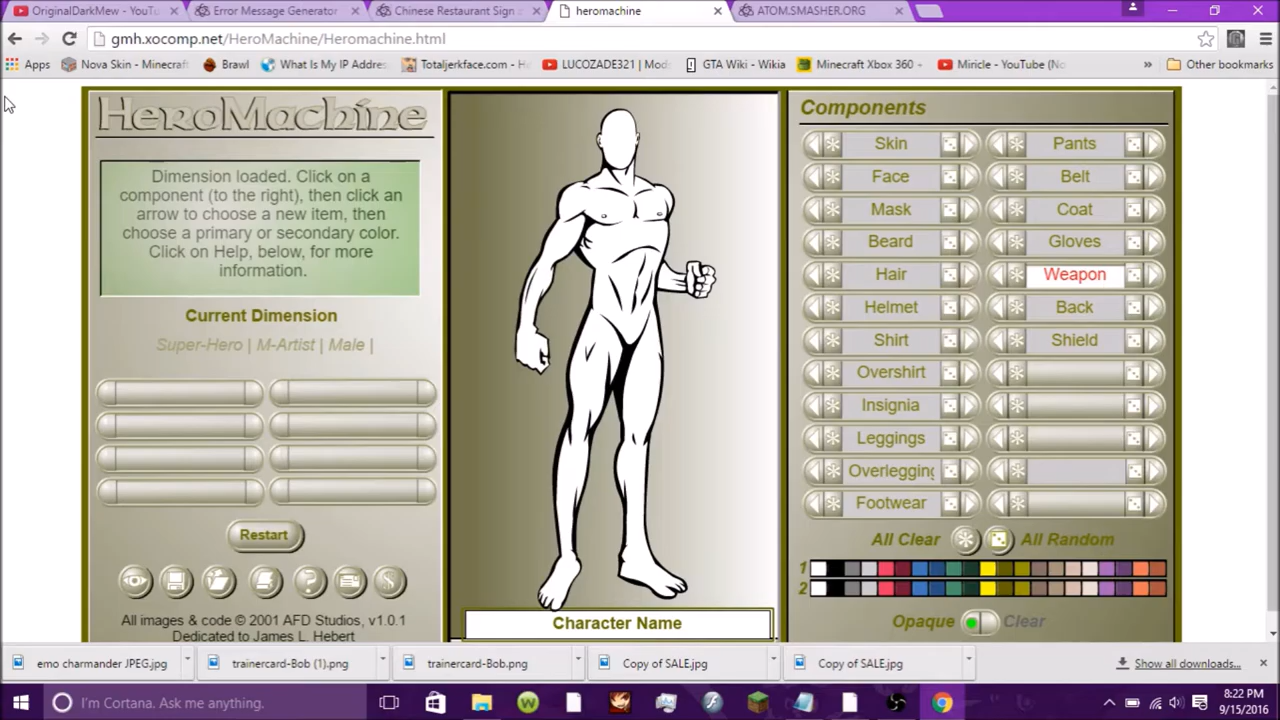 OriginalDarkMew - YouTu
Error Message Generator
Chinese Restaurant Sign
heromachine
ATOM.SMASHER.ORG
gmh.xocomp.net/HeroMachine/Heromachine.html
Apps
Nova Skin - Minecraft
Brawl
What Is My IP Addres
Totaljerkface.com - H
LUCOZADE321 | Mod
GTA Wiki - Wikia
Minecraft Xbox 360 -
Miricle - YouTube (No
Other bookmarks
HeroMachine
Dimension loaded. Click on a
component (to the right), then click an
arrow to choose a new item, then
choose a primary or secondary color.
Click on Help, below, for more
information.
Current Dimension
Super-Hero | M-Artist | Male |
Restart
All images & code © 2001 AFD Studios, v1.0.1
Dedicated to James L. Hebert
Character Name
Components
Skin
Pants
Face
Belt
Mask
Coat
Beard
Gloves
Hair
Weapon
Helmet
Back
Shirt
Shield
Overshirt
Insignia
Leggings
Overlegging
Footwear
All Clear
All Random
1
2
Opaque
Clear
emo charmander JPEG.jpg
trainercard-Bob (1).png
trainercard-Bob.png
Copy of SALE.jpg
Copy of SALE.jpg
Show all downloads...
I'm Cortana. Ask me anything.
8:22 PM
9/15/2016